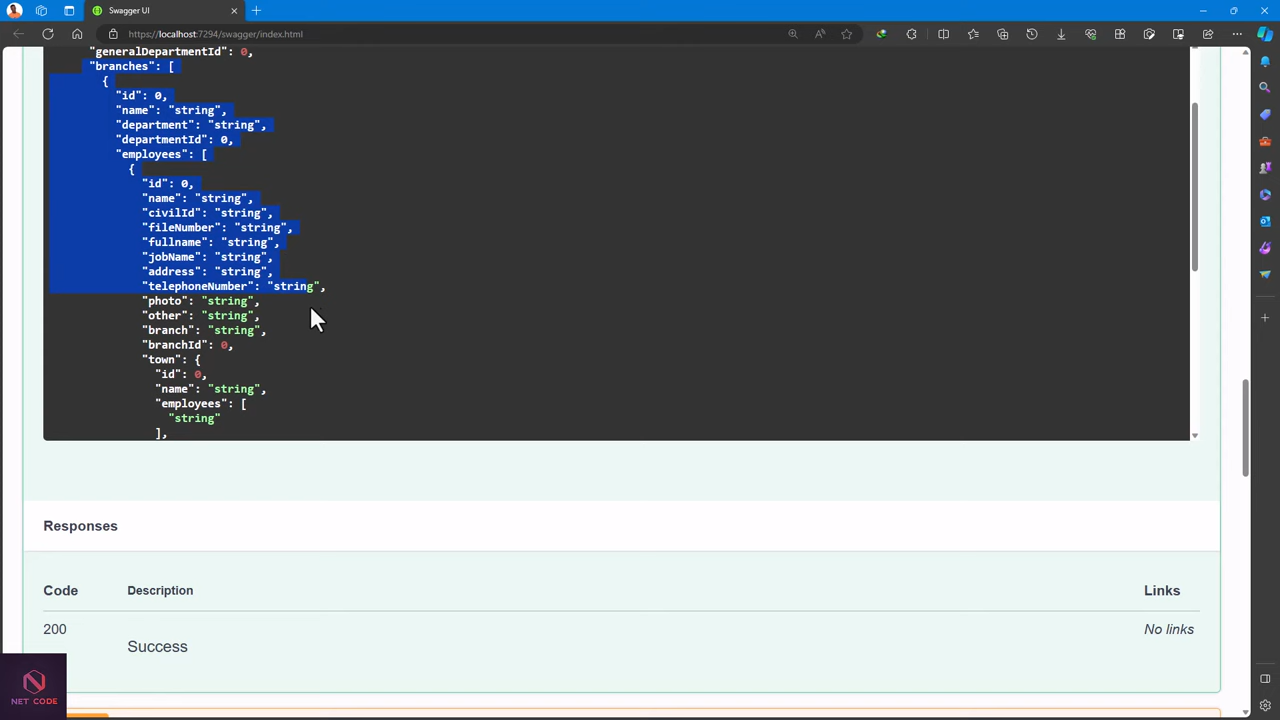 Swagger UI
https://localhost:7294/swagger/index.html
"generalDepartmentId": 0,
"branches": [
{
"id": 0,
"name": "string",
"department": "string",
"departmentId": 0,
"employees": [
{
"id": 0,
"name": "string",
"civilId": "string",
"fileNumber": "string",
"fullname": "string",
"jobName": "string",
"address": "string",
"telephoneNumber": "string",
"photo": "string",
"other": "string",
"branch": "string",
"branchId": 0,
"town": {
"id": 0,
"name": "string",
"employees": [
"string"
],
Responses
Code Description Links
200 Success No links
NET CODE